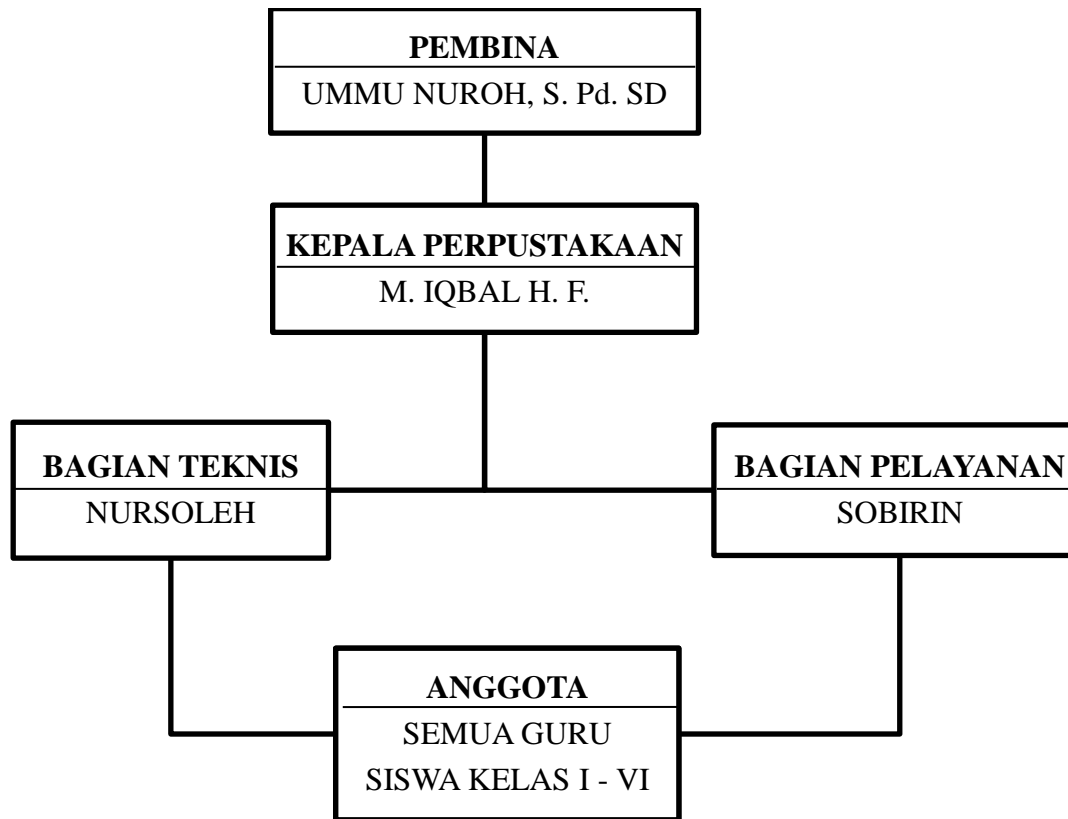 PEMBINA
UMMU NUROH, S. Pd. SD
KEPALA PERPUSTAKAAN
M. IQBAL H. F.
BAGIAN TEKNIS
NURSOLEH
BAGIAN PELAYANAN
SOBIRIN
ANGGOTA
SEMUA GURU
SISWA KELAS I - VI